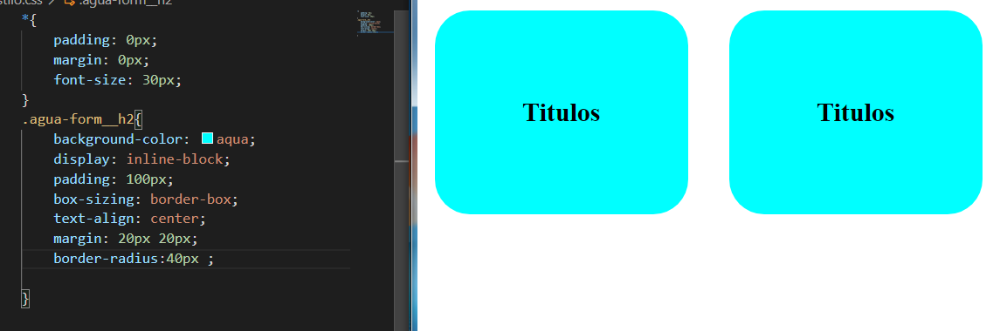 stilo.css > .agua-form__h2
*{
padding: 0px;
margin: 0px;
font-size: 30px;
}
.agua-form__h2{
background-color: aqua;
display: inline-block;
padding: 100px;
box-sizing: border-box;
text-align: center;
margin: 20px 20px;
border-radius:40px ;
}
Titulos
Titulos